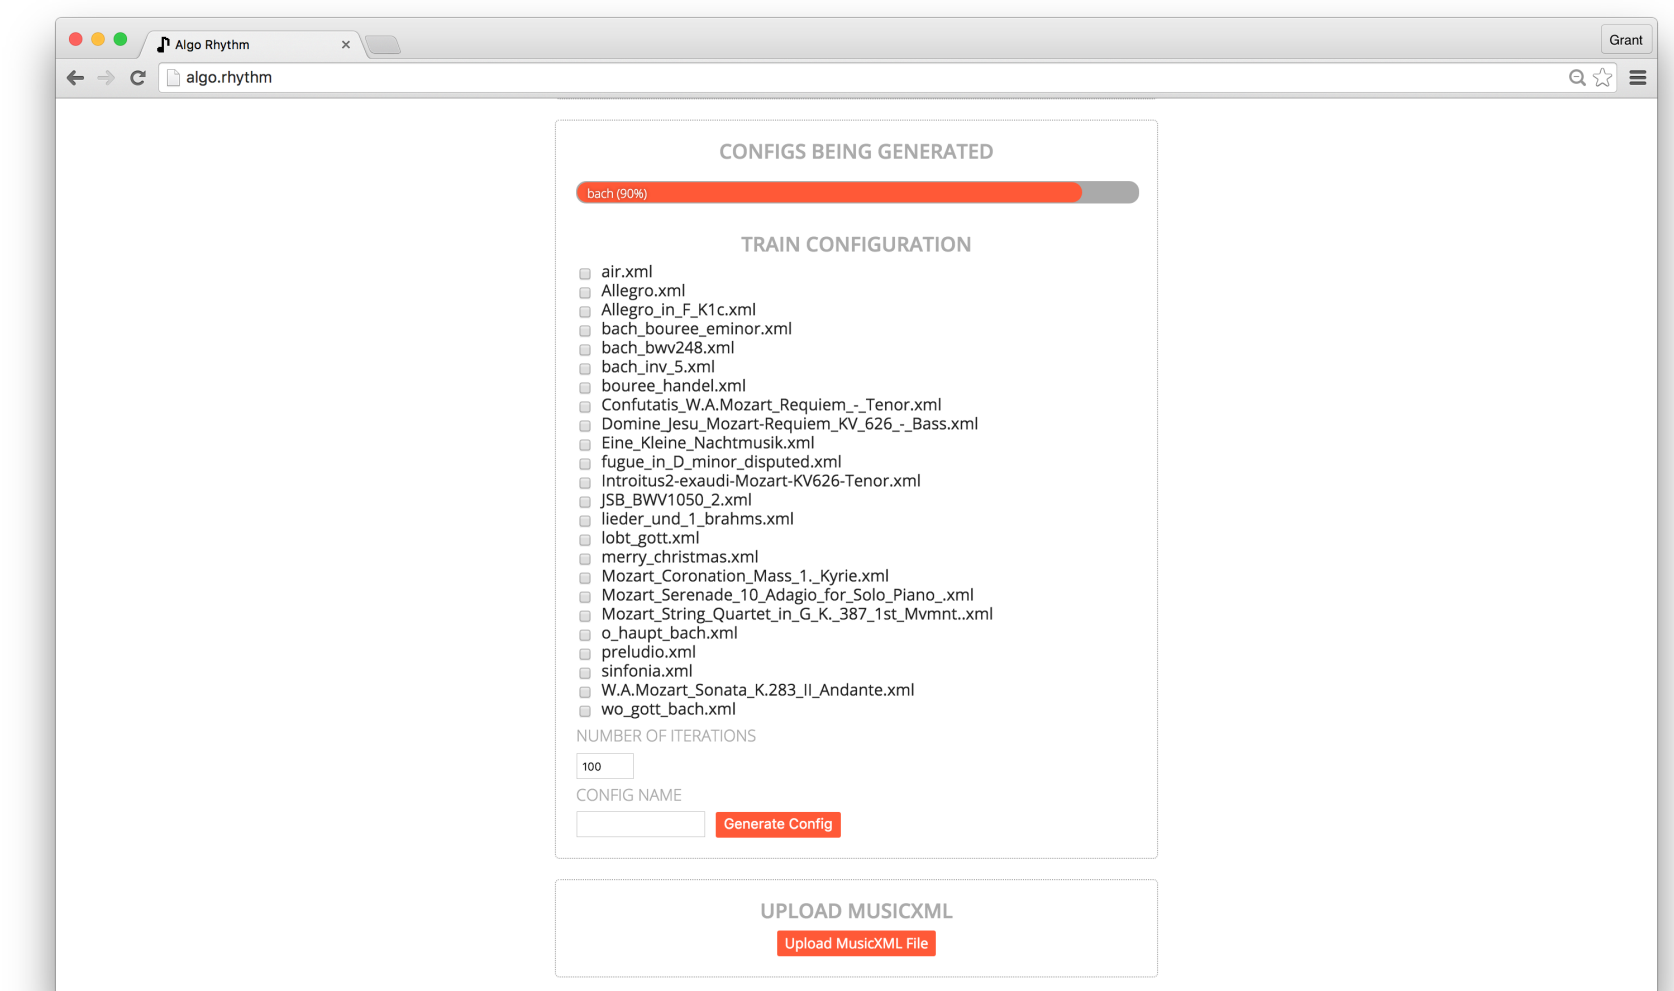 Algo Rhythm
Grant
algo.rhythm
CONFIGS BEING GENERATED
bach (90%)
TRAIN CONFIGURATION
air.xml
Allegro.xml
Allegro_in_F_K1c.xml
bach_bouree_eminor.xml
bach_bwv248.xml
bach_inv_5.xml
bouree_handel.xml
Confutatis_W.A.Mozart_Requiem_-_Tenor.xml
Domine_Jesu_Mozart-Requiem_KV_626_-_Bass.xml
Eine_Kleine_Nachtmusik.xml
fugue_in_D_minor_disputed.xml
Introitus2-exaudi-Mozart-KV626-Tenor.xml
JSB_BWV1050_2.xml
lieder_und_1_brahms.xml
lobt_gott.xml
merry_christmas.xml
Mozart_Coronation_Mass_1._Kyrie.xml
Mozart_Serenade_10_Adagio_for_Solo_Piano_.xml
Mozart_String_Quartet_in_G_K._387_1st_Mvmnt..xml
o_haupt_bach.xml
preludio.xml
sinfonia.xml
W.A.Mozart_Sonata_K.283_II_Andante.xml
wo_gott_bach.xml
NUMBER OF ITERATIONS
100
CONFIG NAME
Generate Config
UPLOAD MUSICXML
Upload MusicXML File